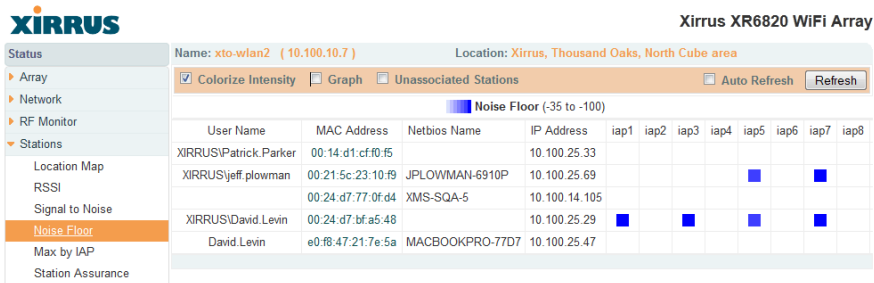 XIRRUS
Xirrus XR6820 WiFi Array
Status
Name: xto-wlan2 ( 10.100.10.7 ) Location: Xirrus, Thousand Oaks, North Cube area
Array
Network
RF Monitor
Stations
Location Map
RSSI
Signal to Noise
Noise Floor
Max by IAP
Station Assurance
Colorize Intensity Graph Unassociated Stations Auto Refresh Refresh
Noise Floor (-35 to -100)
User Name MAC Address Netbios Name IP Address iap1 iap2 iap3 iap4 iap5 iap6 iap7 iap8
XIRRUS\Patrick.Parker 00:14:d1:cf:f0:f5 10.100.25.33
XIRRUS\jeff.plowman 00:21:5c:23:10:f9 JPLOWMAN-6910P 10.100.25.69
00:24:d7:77:0f:d4 XMS-SQA-5 10.100.14.105
XIRRUS\David.Levin 00:24:d7:bf:a5:48 10.100.25.29
David.Levin e0:f8:47:21:7e:5a MACBOOKPRO-77D7 10.100.25.47